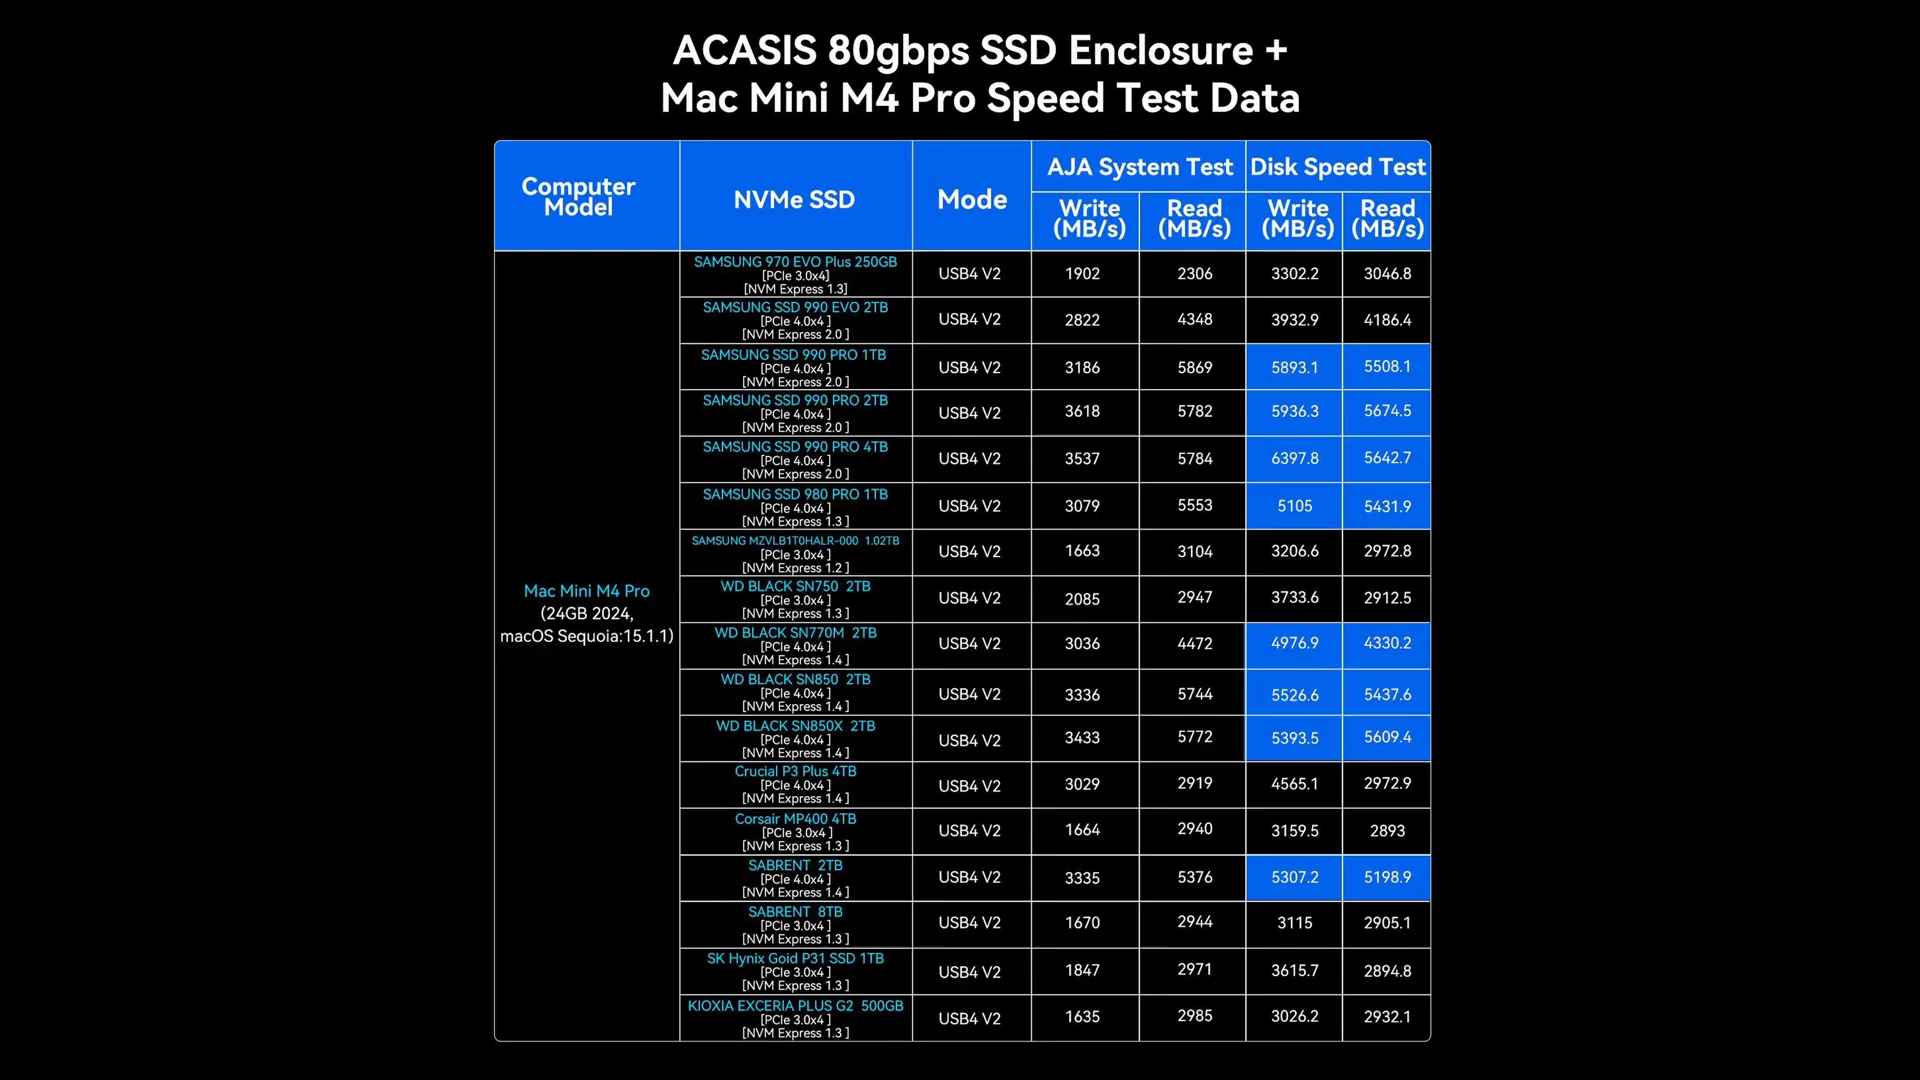 ACASIS 80gbps SSD Enclosure +
Mac Mini M4 Pro Speed Test Data
Computer
Model
NVMe SSD
Mode
AJA System Test
Disk Speed Test
Write
(MB/s)
Read
(MB/s)
Write
(MB/s)
Read
(MB/s)
Mac Mini M4 Pro
(24GB 2024,
macOS Sequoia:15.1.1)
SAMSUNG 970 EVO Plus 250GB
[PCIe 3.0x4]
[NVM Express 1.3]
USB4 V2 1902 2306 3302.2 3046.8
SAMSUNG SSD 990 EVO 2TB
[PCIe 4.0x4 ]
[NVM Express 2.0 ]
USB4 V2 2822 4348 3932.9 4186.4
SAMSUNG SSD 990 PRO 1TB
[PCIe 4.0x4 ]
[NVM Express 2.0 ]
USB4 V2 3186 5869 5893.1 5508.1
SAMSUNG SSD 990 PRO 2TB
[PCIe 4.0x4 ]
[NVM Express 2.0 ]
USB4 V2 3618 5782 5936.3 5674.5
SAMSUNG SSD 990 PRO 4TB
[PCIe 4.0x4 ]
[NVM Express 2.0 ]
USB4 V2 3537 5784 6397.8 5642.7
SAMSUNG SSD 980 PRO 1TB
[PCIe 4.0x4 ]
[NVM Express 1.3 ]
USB4 V2 3079 5553 5105 5431.9
SAMSUNG MZVLB1T0HALR-000 1.02TB
[PCIe 3.0x4 ]
[NVM Express 1.2 ]
USB4 V2 1663 3104 3206.6 2972.8
WD BLACK SN750 2TB
[PCIe 3.0x4 ]
[NVM Express 1.3 ]
USB4 V2 2085 2947 3733.6 2912.5
WD BLACK SN770M 2TB
[PCIe 4.0x4 ]
[NVM Express 1.4 ]
USB4 V2 3036 4472 4976.9 4330.2
WD BLACK SN850 2TB
[PCIe 4.0x4 ]
[NVM Express 1.4 ]
USB4 V2 3336 5744 5526.6 5437.6
WD BLACK SN850X 2TB
[PCIe 4.0x4 ]
[NVM Express 1.4 ]
USB4 V2 3433 5772 5393.5 5609.4
Crucial P3 Plus 4TB
[PCIe 4.0x4 ]
[NVM Express 1.4 ]
USB4 V2 3029 2919 4565.1 2972.9
Corsair MP400 4TB
[PCIe 3.0x4 ]
[NVM Express 1.3 ]
USB4 V2 1664 2940 3159.5 2893
SABRENT 2TB
[PCIe 4.0x4 ]
[NVM Express 1.4 ]
USB4 V2 3335 5376 5307.2 5198.9
SABRENT 8TB
[PCIe 3.0x4 ]
[NVM Express 1.3 ]
USB4 V2 1670 2944 3115 2905.1
SK Hynix Goid P31 SSD 1TB
[PCIe 3.0x4 ]
[NVM Express 1.3 ]
USB4 V2 1847 2971 3615.7 2894.8
KIOXIA EXCERIA PLUS G2 500GB
[PCIe 3.0x4 ]
[NVM Express 1.3 ]
USB4 V2 1635 2985 3026.2 2932.1